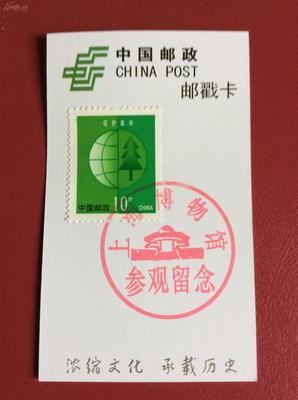 中国邮政
CHINA POST
邮戳卡
保护森林
中国邮政 10分 CHINA
上海博物馆
参观留念
浓缩文化 承载历史